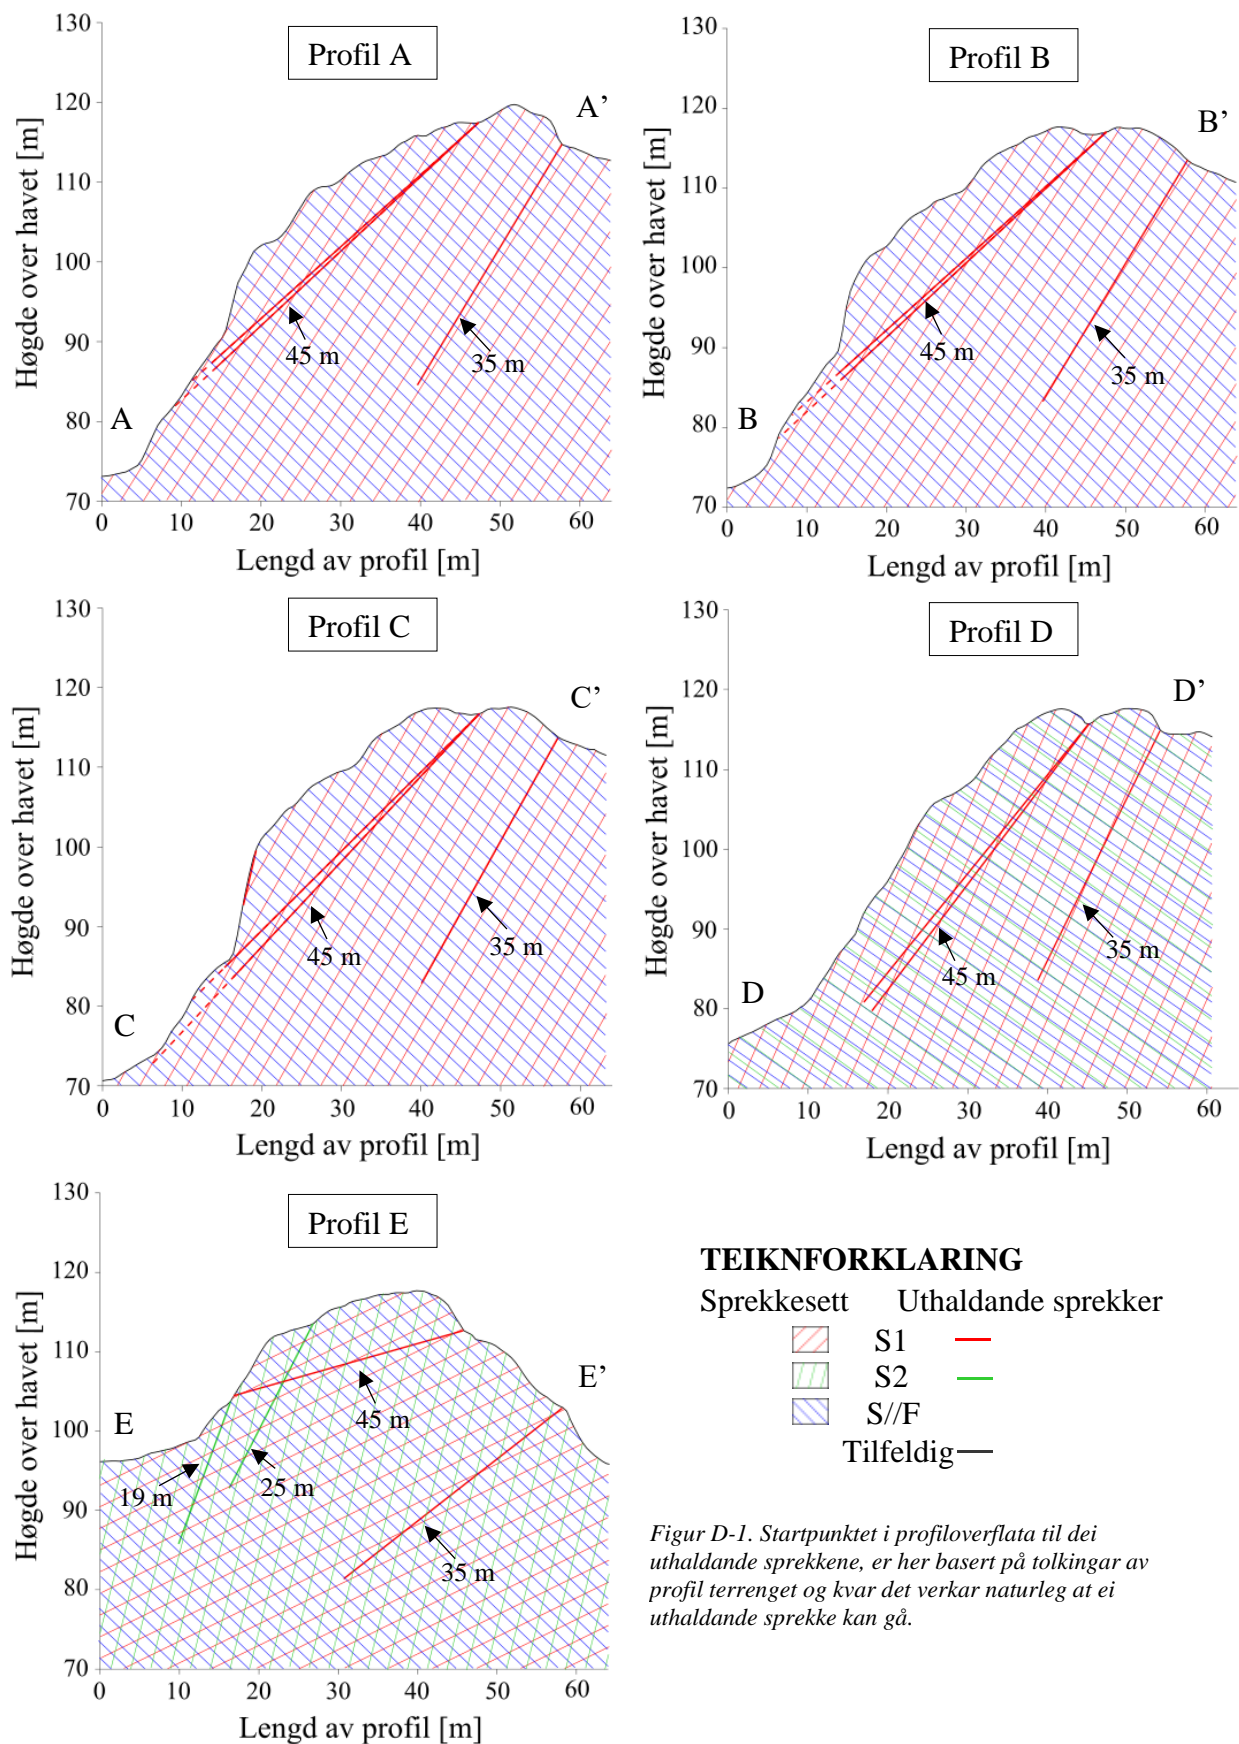 Profil A
Høgde over havet [m]
130
120
110
100
90
80
70
A
A’
45 m
35 m
0 10 20 30 40 50 60
Lengd av profil [m]
Profil B
Høgde over havet [m]
130
120
110
100
90
80
70
B
B’
45 m
35 m
0 10 20 30 40 50 60
Lengd av profil [m]
Profil C
Høgde over havet [m]
130
120
110
100
90
80
70
C
C’
45 m
35 m
0 10 20 30 40 50 60
Lengd av profil [m]
Profil D
Høgde over havet [m]
130
120
110
100
90
80
70
D
D’
45 m
35 m
0 10 20 30 40 50 60
Lengd av profil [m]
Profil E
Høgde over havet [m]
130
120
110
100
90
80
70
E
E’
45 m
19 m
25 m
35 m
0 10 20 30 40 50 60
Lengd av profil [m]
TEIKNFORKLARING
Sprekkesett Uthaldande sprekker
S1
S2
S//F
Tilfeldig
Figur D-1. Startpunktet i profiloverflata til dei
uthaldande sprekkene, er her basert på tolkingar av
profil terrenget og kvar det verkar naturleg at ei
uthaldande sprekke kan gå.